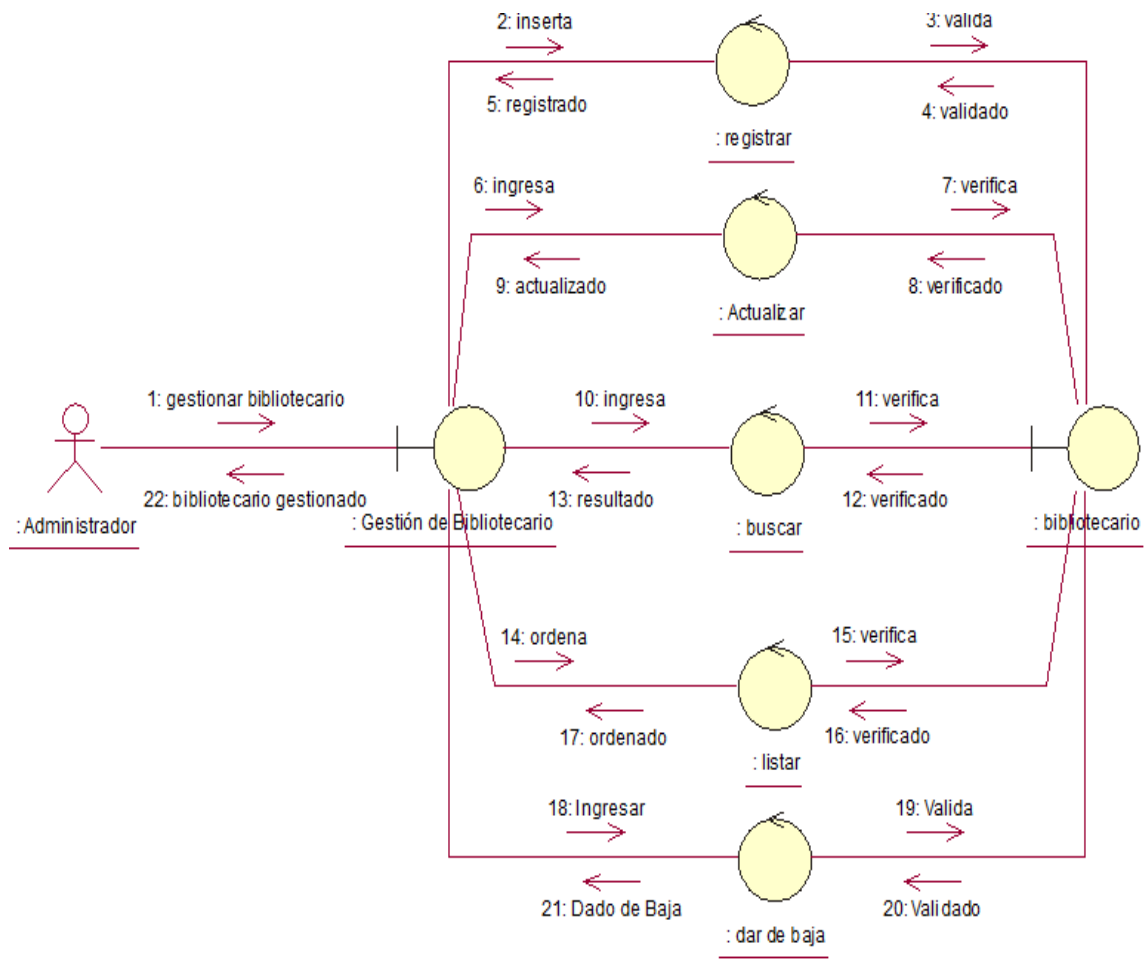 2: inserta
3: valida
5: registrado
4: validado
: registrar
6: ingresa
7: verifica
9: actualizado
8: verificado
: Actualizar
1: gestionar bibliotecario
10: ingresa
11: verifica
22: bibliotecario gestionado
13: resultado
12: verificado
: Administrador
: Gestión de Bibliotecario
: buscar
: bibliotecario
14: ordena
15: verifica
17: ordenado
16: verificado
: listar
18: Ingresar
19: Valida
21: Dado de Baja
20: Validado
: dar de baja